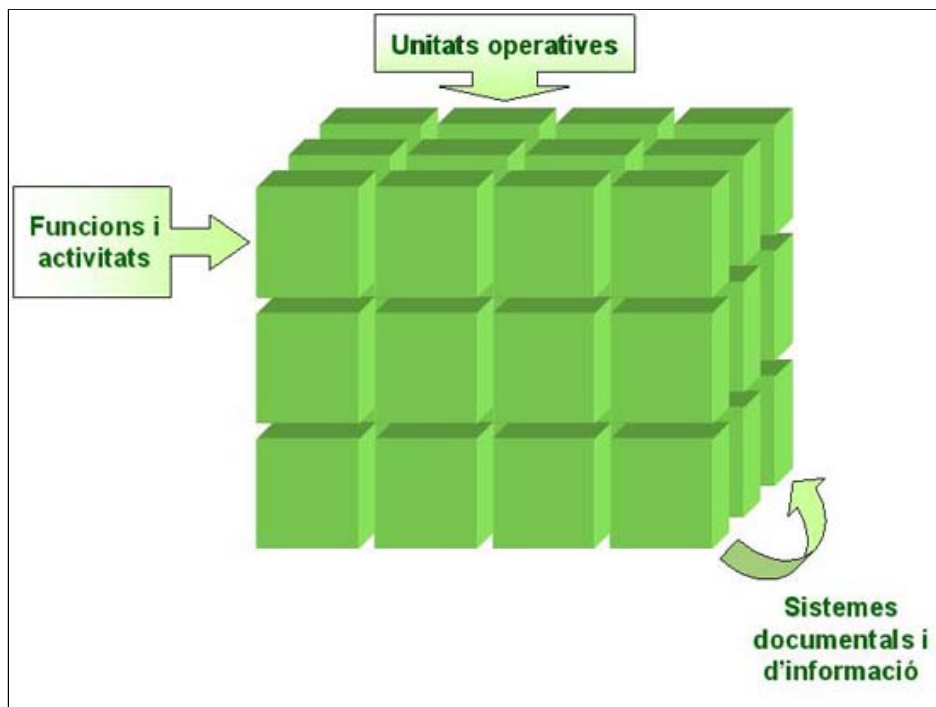 Unitats operatives
Funcions i
activitats
Sistemes
documentals i
d'informació